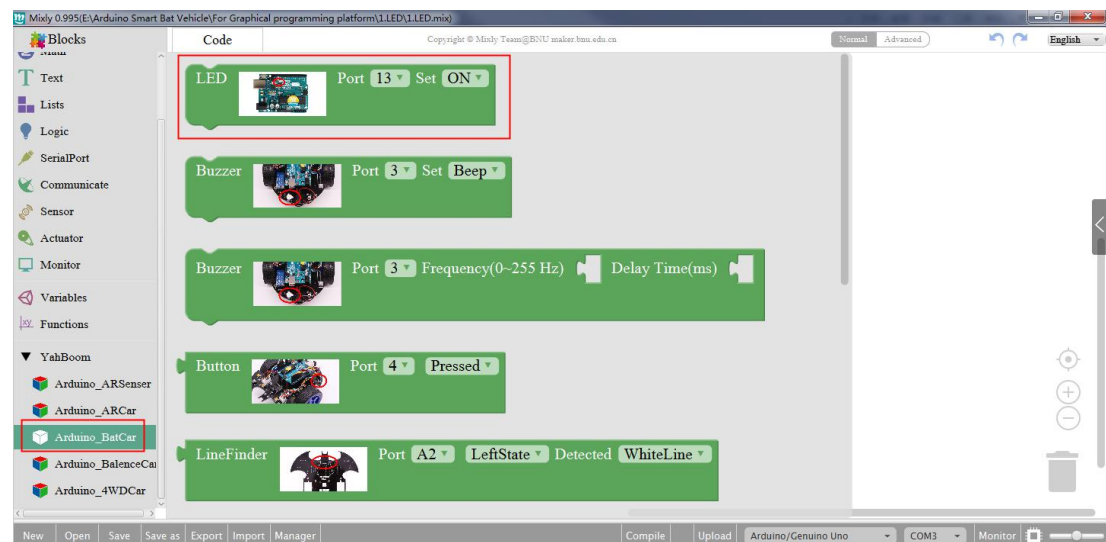 Mixly 0.995(E:\Arduino Smart Bat Vehicle\For Graphical programming platform\1.LED\1.LED.mix)
Blocks
Code
Copyright © Mixly Team@BNU maker.bnu.edu.cn
Normal
Advanced
English
Text
Lists
Logic
SerialPort
Communicate
Sensor
Actuator
Monitor
Variables
Functions
YahBoom
Arduino_ARSenser
Arduino_ARCar
Arduino_BatCar
Arduino_BalenceCar
Arduino_4WDCar
LED Port 13 Set ON
Buzzer Port 3 Set Beep
Buzzer Port 3 Frequency(0~255 Hz) Delay Time(ms)
Button Port 4 Pressed
LineFinder Port A2 LeftState Detected WhiteLine
New Open Save Save as Export Import Manager Compile Upload Arduino/Genuino Uno COM3 Monitor